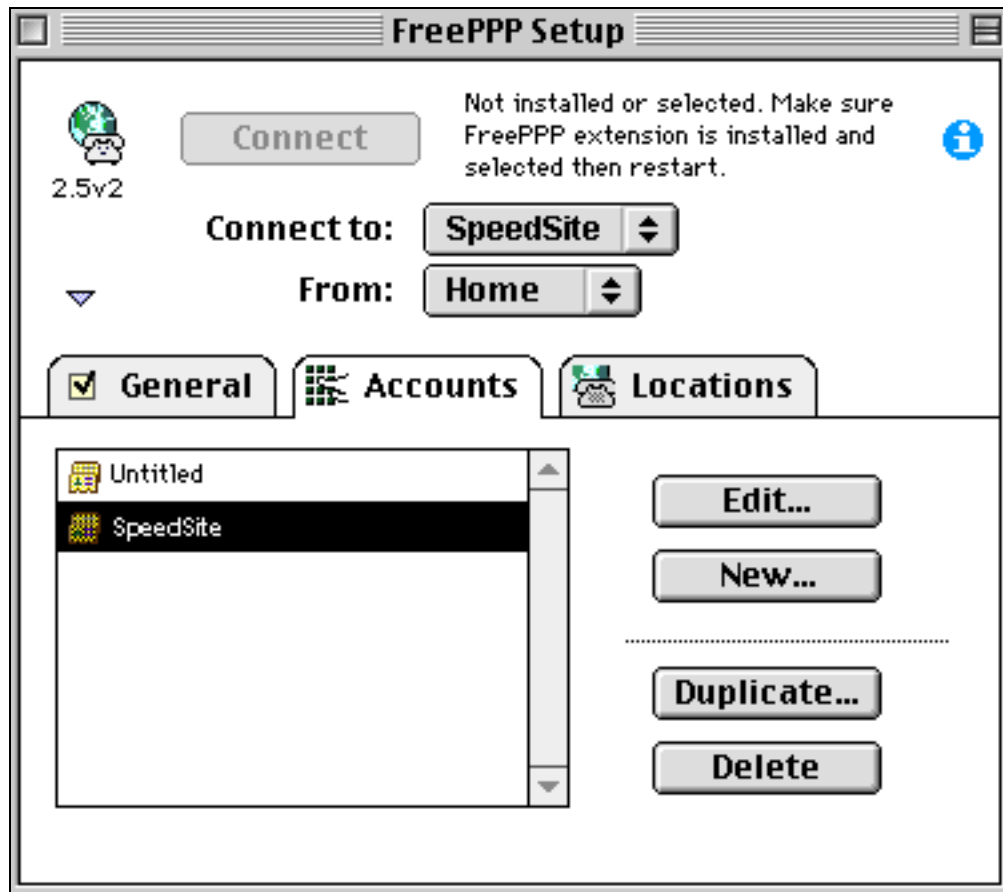 FreePPP Setup
Connect
Not installed or selected. Make sure
FreePPP extension is installed and
selected then restart.
2.5v2
Connect to:
SpeedSite
From:
Home
General
Accounts
Locations
Untitled
SpeedSite
Edit...
New...
Duplicate...
Delete